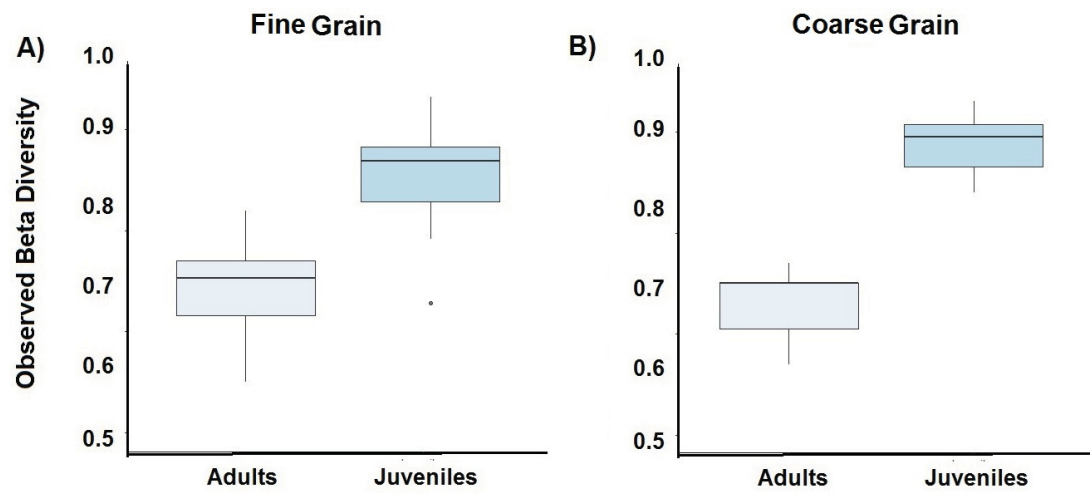 Fine Grain
Coarse Grain
A)
B)
Observed Beta Diversity
1.0
0.9
0.8
0.7
0.6
0.5
Adults
Juveniles
1.0
0.9
0.8
0.7
0.6
0.5
Adults
Juveniles